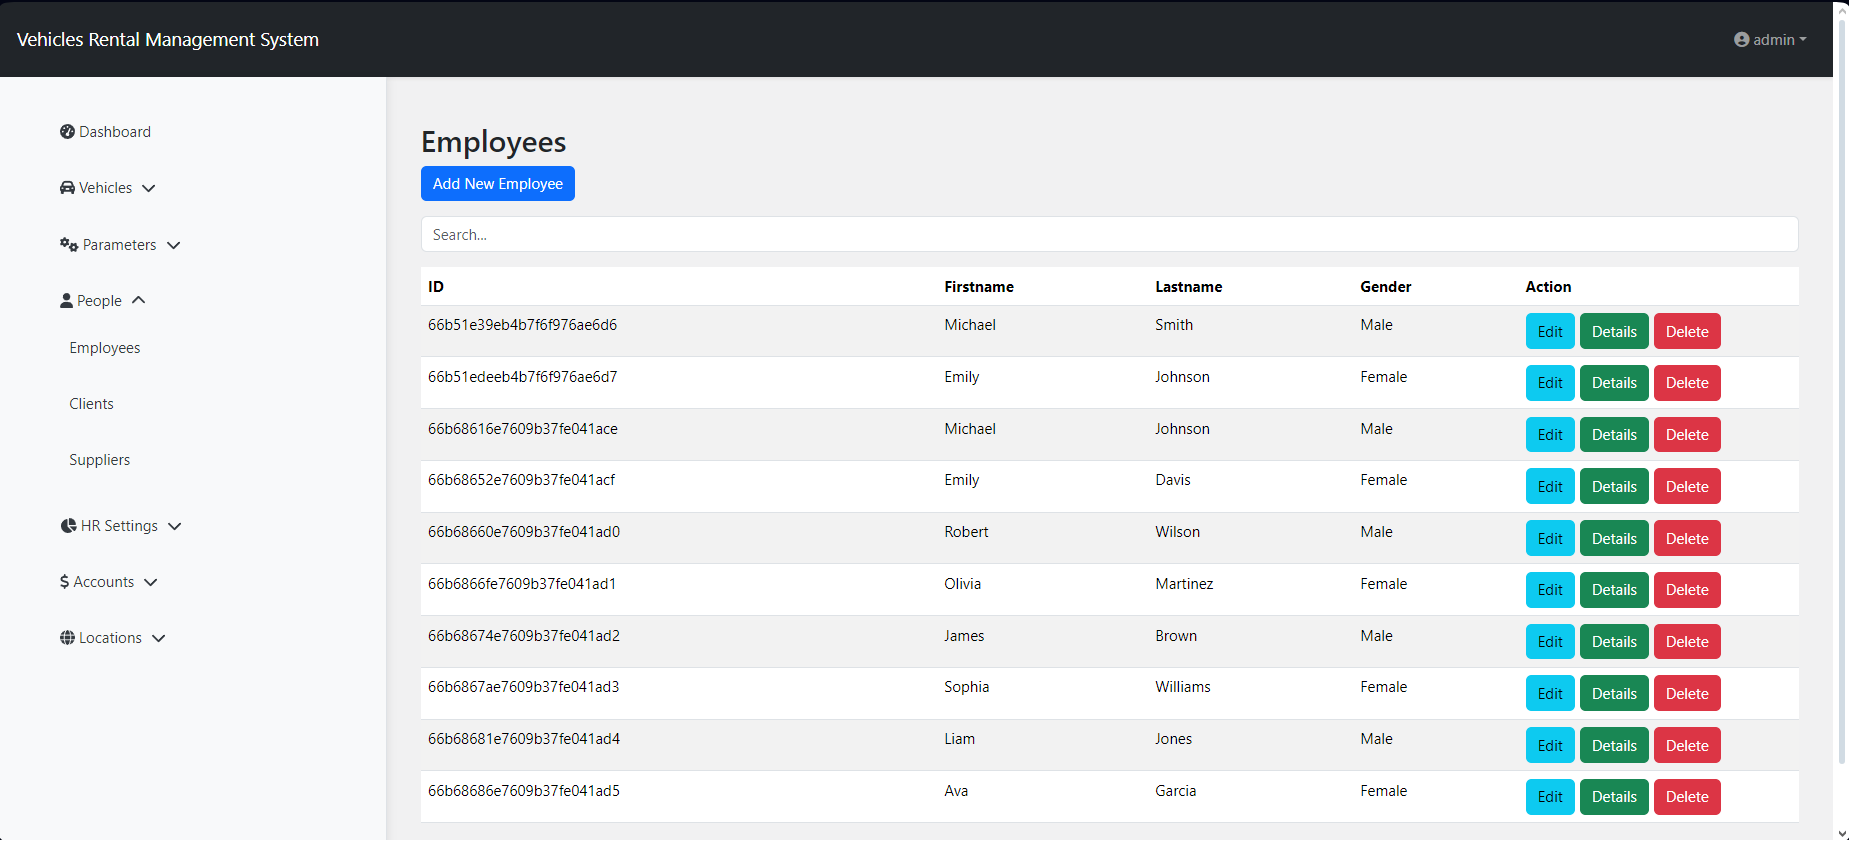 Vehicles Rental Management System
admin
Dashboard
Vehicles
Parameters
People
Employees
Clients
Suppliers
HR Settings
Accounts
Locations
Employees
Add New Employee
Search...
ID Firstname Lastname Gender Action
66b51e39eb4b7f6f976ae6d6 Michael Smith Male Edit Details Delete
66b51edeeb4b7f6f976ae6d7 Emily Johnson Female Edit Details Delete
66b68616e7609b37fe041ace Michael Johnson Male Edit Details Delete
66b68652e7609b37fe041acf Emily Davis Female Edit Details Delete
66b68660e7609b37fe041ad0 Robert Wilson Male Edit Details Delete
66b6866fe7609b37fe041ad1 Olivia Martinez Female Edit Details Delete
66b68674e7609b37fe041ad2 James Brown Male Edit Details Delete
66b6867ae7609b37fe041ad3 Sophia Williams Female Edit Details Delete
66b68681e7609b37fe041ad4 Liam Jones Male Edit Details Delete
66b68686e7609b37fe041ad5 Ava Garcia Female Edit Details Delete